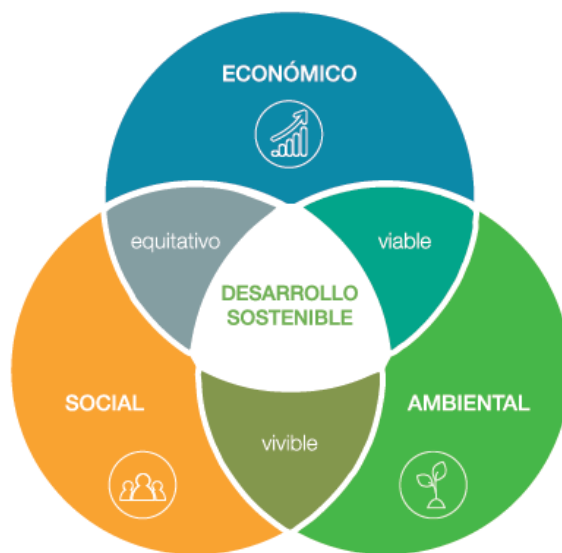 ECONÓMICO
equitativo
viable
DESARROLLO
SOSTENIBLE
SOCIAL
AMBIENTAL
vivible